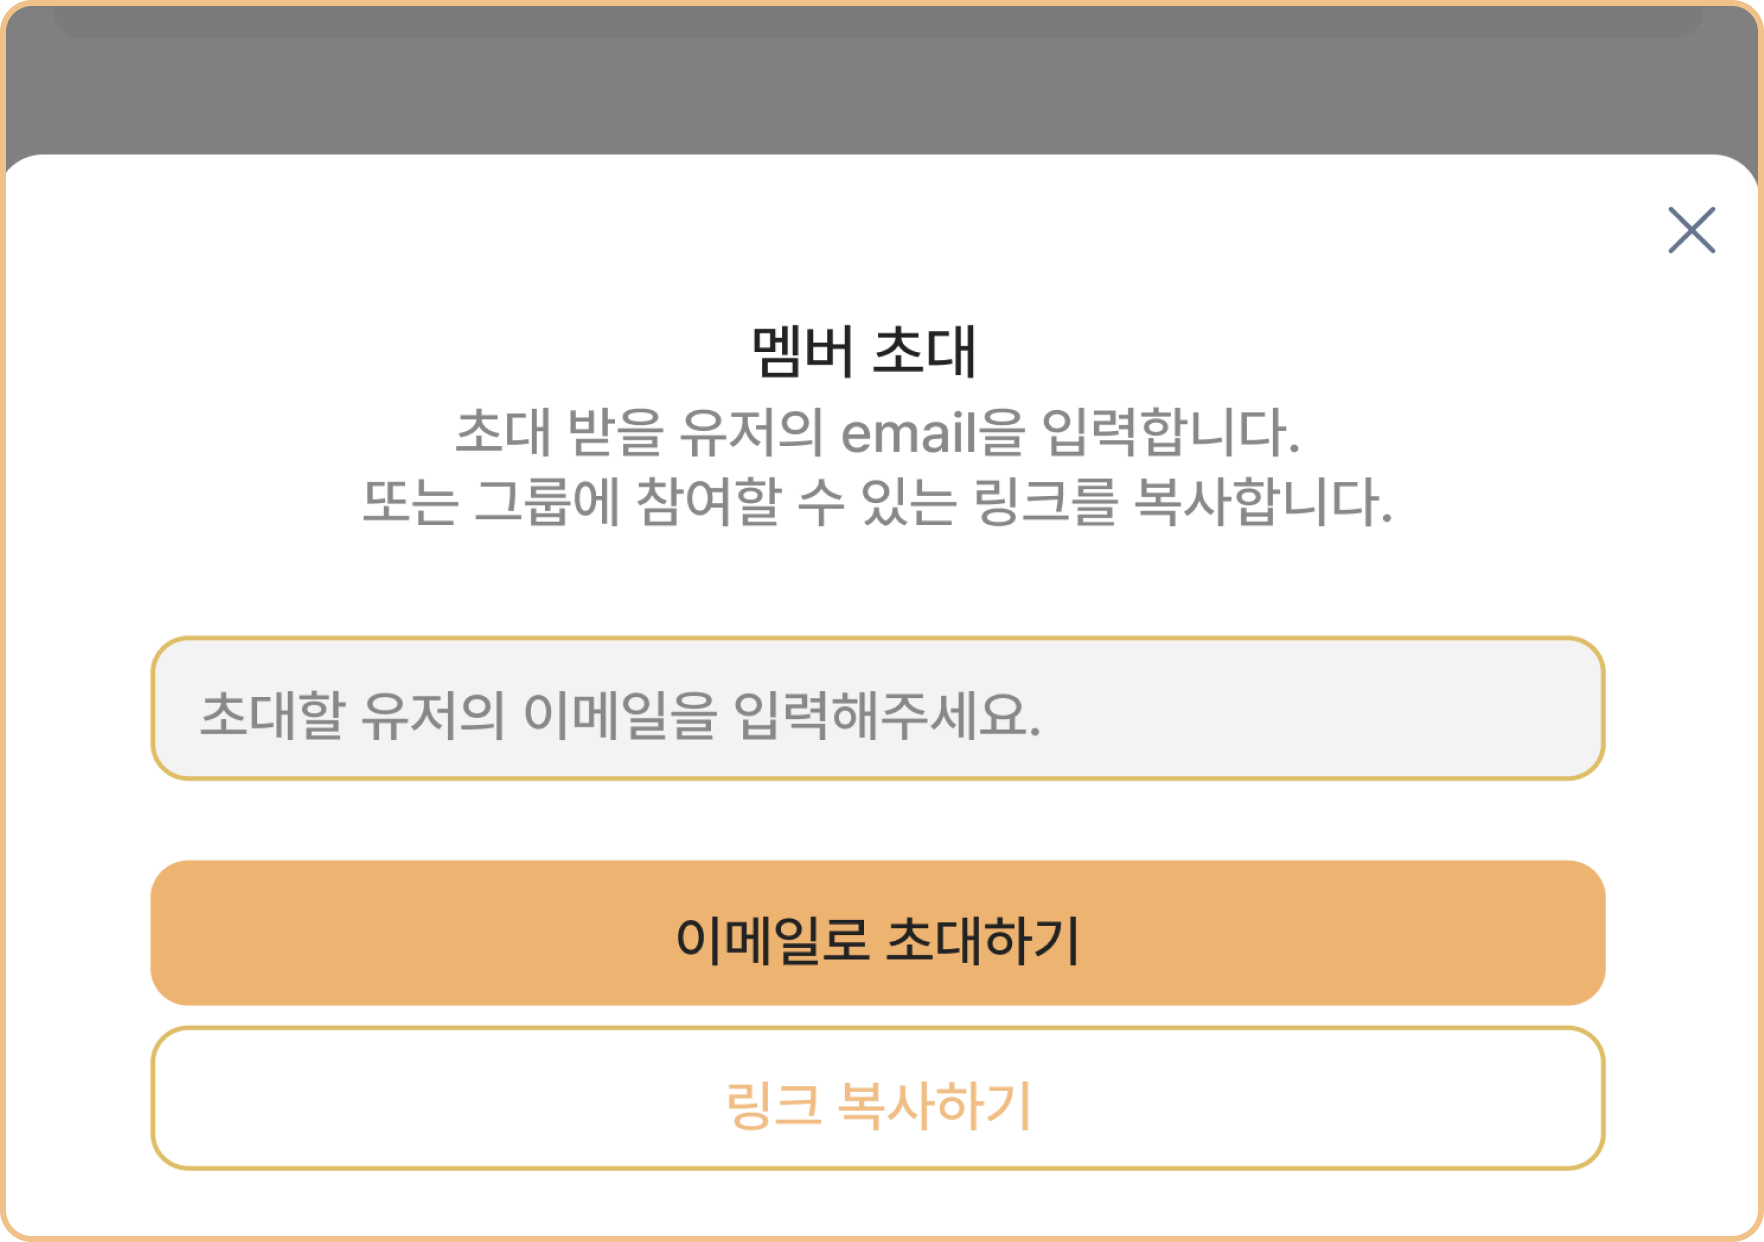 멤버 초대
초대 받을 유저의 email을 입력합니다.
또는 그룹에 참여할 수 있는 링크를 복사합니다.
초대할 유저의 이메일을 입력해주세요.
이메일로 초대하기
링크 복사하기